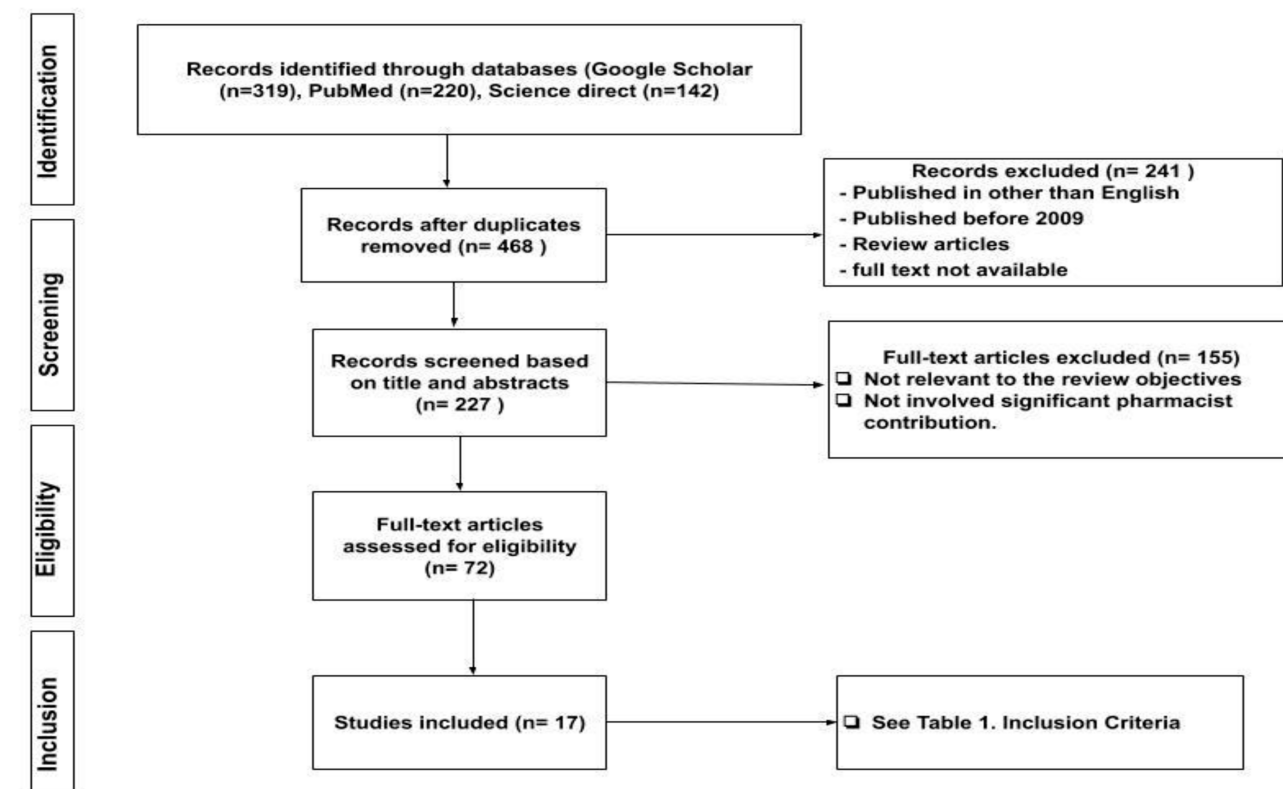 Identification
Records identified through databases (Google Scholar
(n=319), PubMed (n=220), Science direct (n=142)
Records after duplicates
removed (n= 468 )
Records excluded (n= 241 )
- Published in other than English
- Published before 2009
- Review articles
- full text not available
Screening
Records screened based
on title and abstracts
(n= 227 )
Full-text articles excluded (n= 155)
❑ Not relevant to the review objectives
❑ Not involved significant pharmacist
contribution.
Eligibility
Full-text articles
assessed for eligibility
(n= 72)
Inclusion
Studies included (n= 17)
❑ See Table 1. Inclusion Criteria